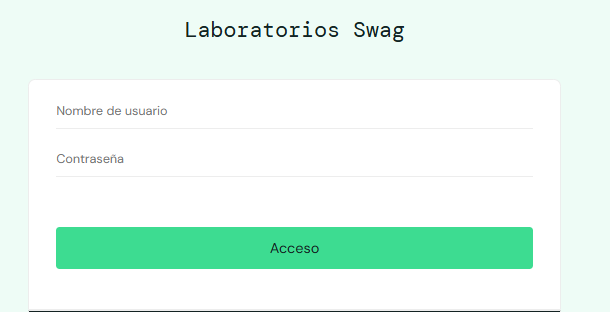 Laboratorios Swag
Nombre de usuario
Contraseña
Acceso